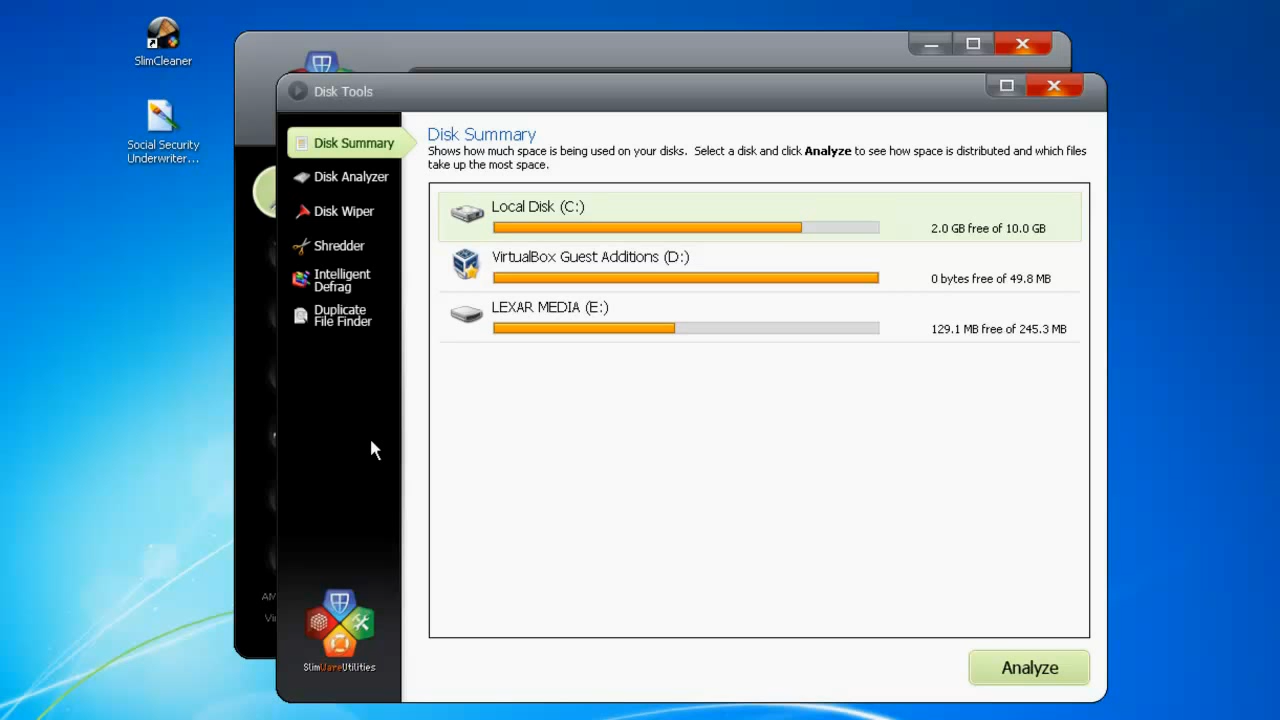 SlimCleaner
Social Security
Underwriter...
Disk Tools
Disk Summary
Disk Analyzer
Disk Wiper
Shredder
Intelligent
Defrag
Duplicate
File Finder
SlimWareUtilities
Disk Summary
Shows how much space is being used on your disks. Select a disk and click Analyze to see how space is distributed and which files
take up the most space.
Local Disk (C:)
2.0 GB free of 10.0 GB
VirtualBox Guest Additions (D:)
0 bytes free of 49.8 MB
LEXAR MEDIA (E:)
129.1 MB free of 245.3 MB
Analyze
AM